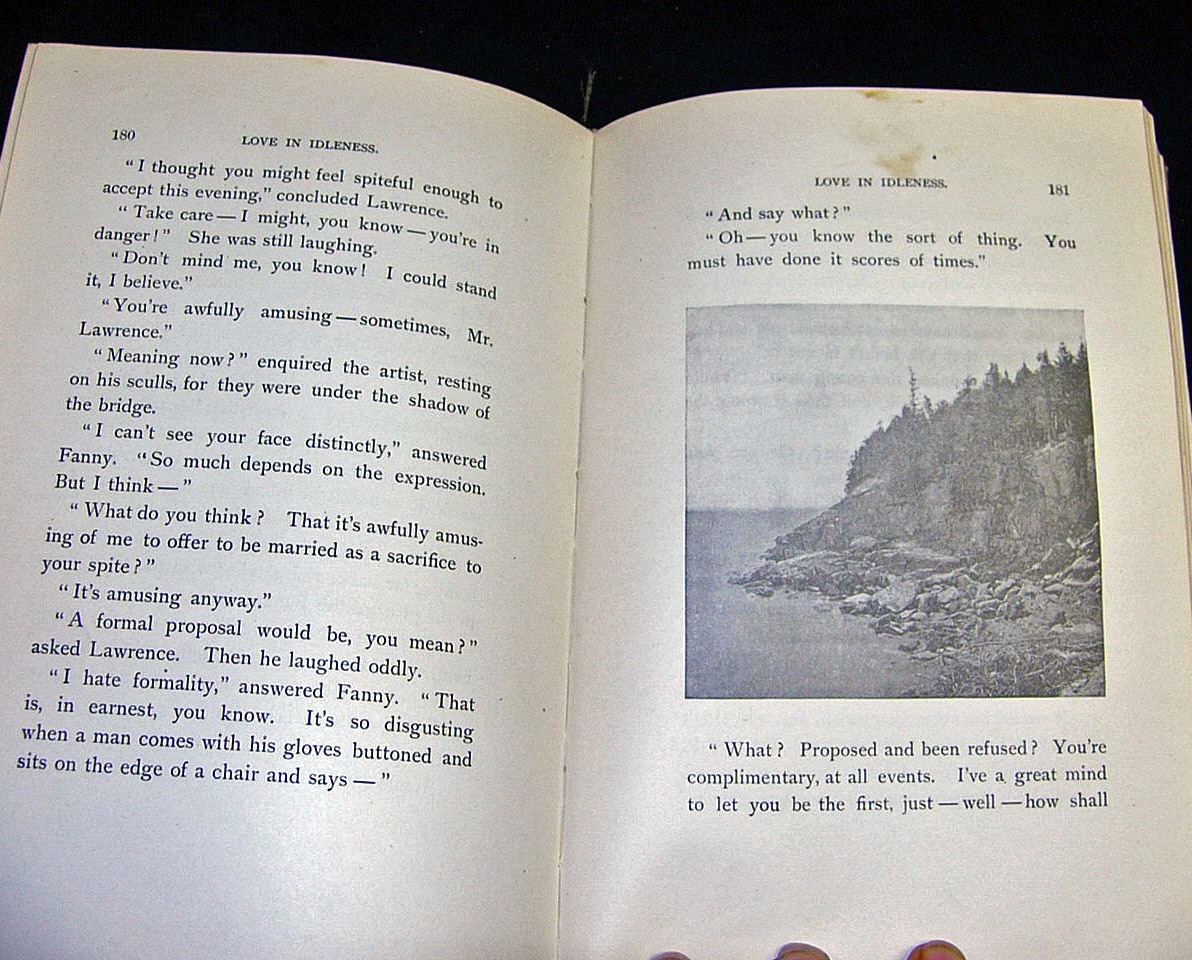 180
LOVE IN IDLENESS.
“I thought you might feel spiteful enough to
accept this evening,” concluded Lawrence.
“Take care — I might, you know — you’re in
danger!” She was still laughing.
“Don’t mind me, you know! I could stand
it, I believe.”
“You’re awfully amusing — sometimes, Mr.
Lawrence.”
“Meaning now?” enquired the artist, resting
on his sculls, for they were under the shadow of
the bridge.
“I can’t see your face distinctly,” answered
Fanny. “So much depends on the expression.
But I think — ”
“What do you think? That it’s awfully amus-
ing of me to offer to be married as a sacrifice to
your spite?”
“It’s amusing anyway.”
“A formal proposal would be, you mean?”
asked Lawrence. Then he laughed oddly.
“I hate formality,” answered Fanny. “That
is, in earnest, you know. It’s so disgusting
when a man comes with his gloves buttoned and
sits on the edge of a chair and says — ”
LOVE IN IDLENESS.
181
“And say what?”
“Oh — you know the sort of thing. You
must have done it scores of times.”
“What? Proposed and been refused? You’re
complimentary, at all events. I’ve a great mind
to let you be the first, just — well — how shall